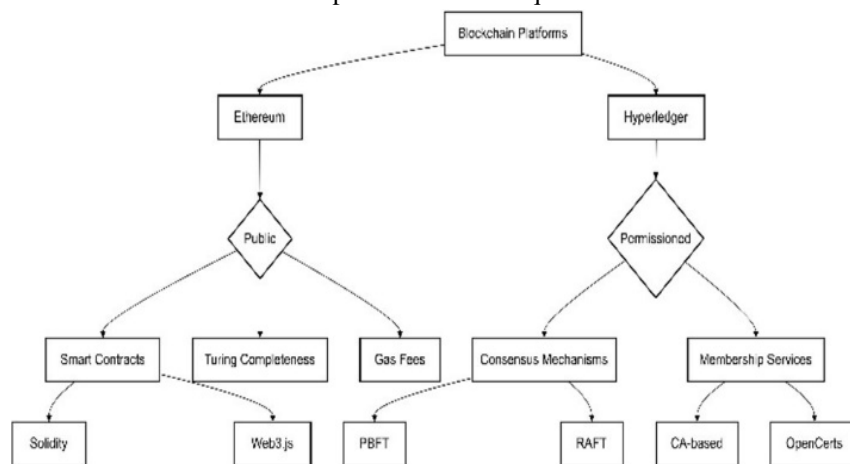 Blockchain Platforms
Ethereum
Hyperledger
Public
Permissioned
Smart Contracts
Turing Completeness
Gas Fees
Consensus Mechanisms
Membership Services
Solidity
Web3.js
PBFT
RAFT
CA-based
OpenCerts